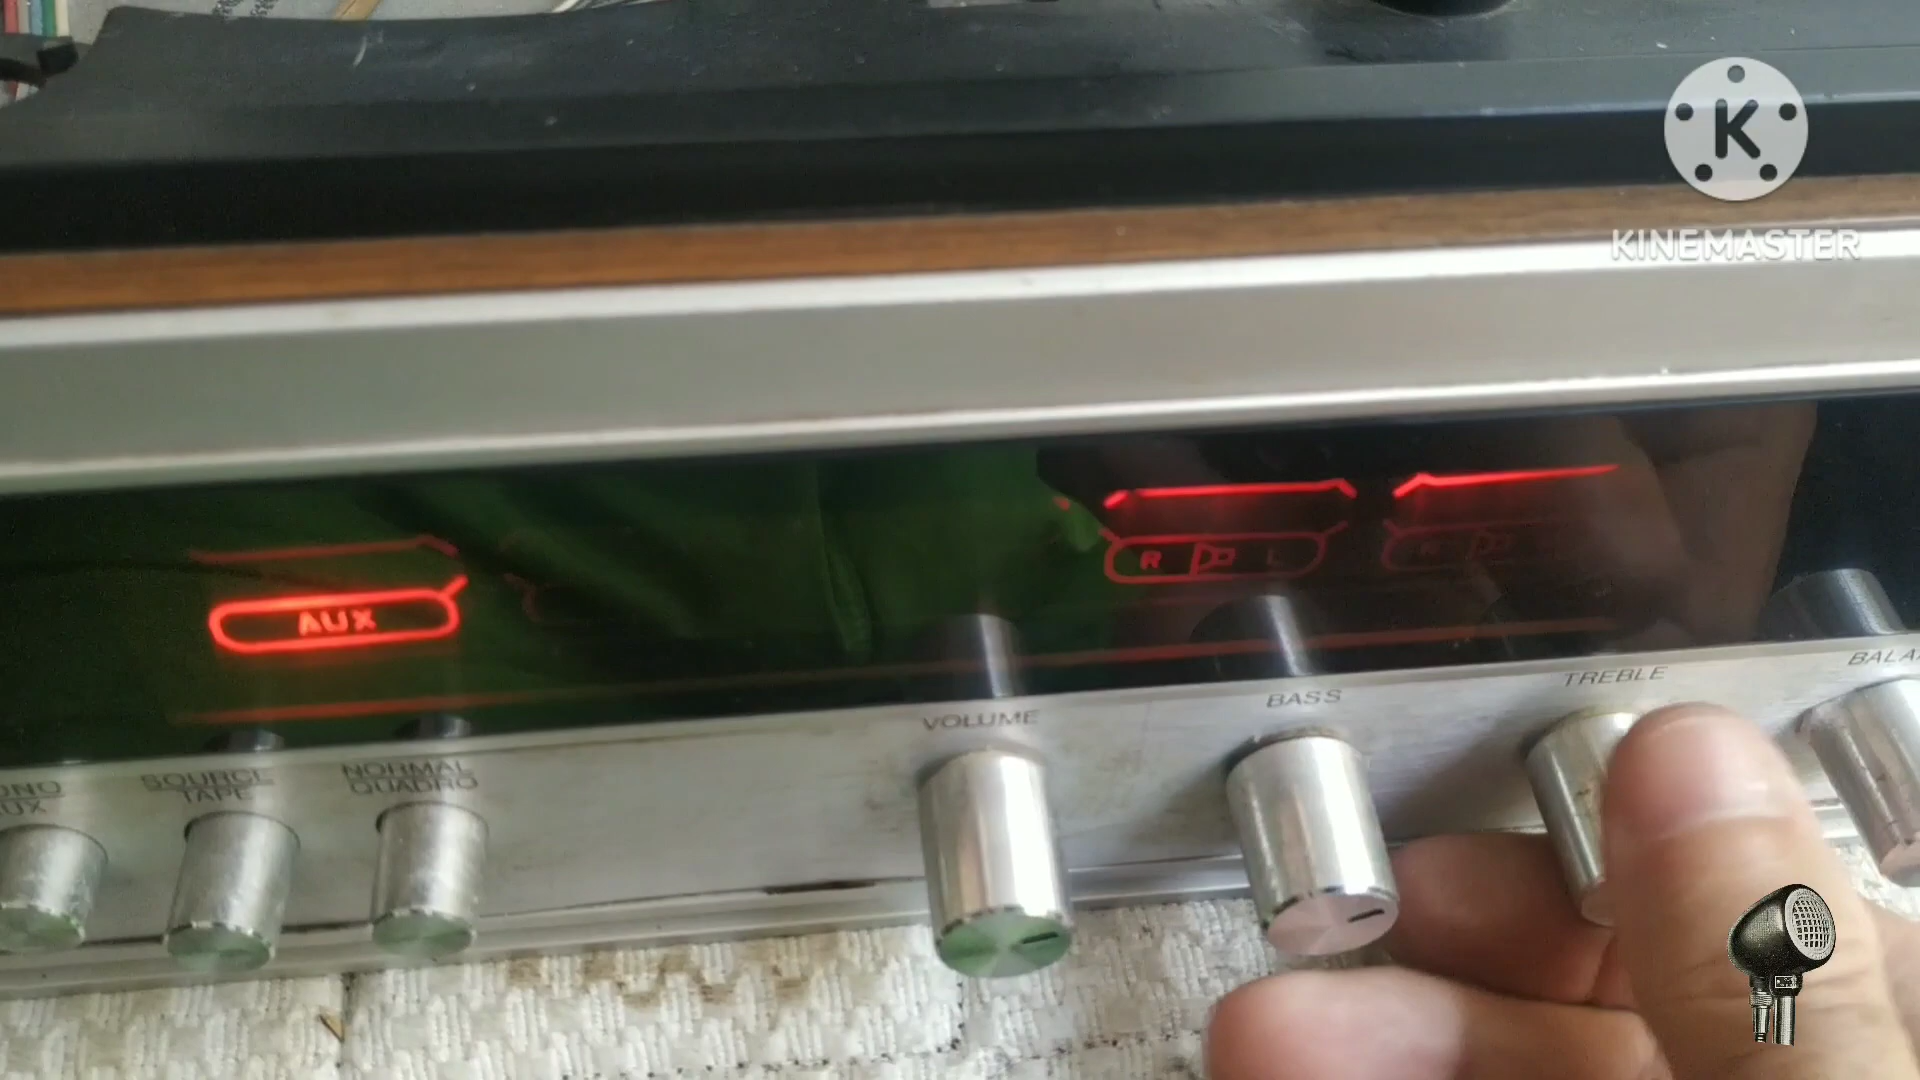 K
KINEMASTER
AUX
R L
VOLUME
BASS
TREBLE
SOURCE
TAPE
NORMAL
QUADRO